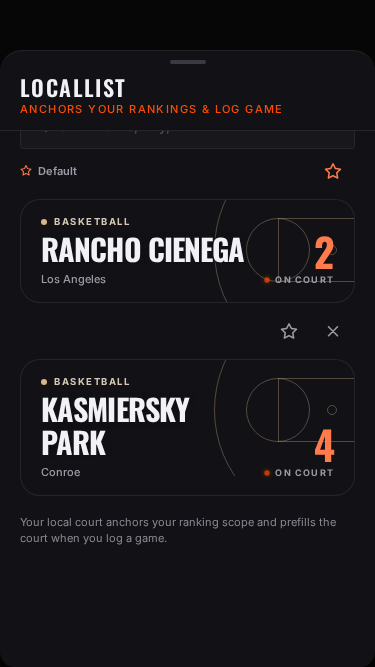 LOCALLIST
ANCHORS YOUR RANKINGS & LOG GAME
Default
BASKETBALL
RANCHO CIENEGA
2
Los Angeles
ON COURT
BASKETBALL
KASMIERSKY
PARK
4
Conroe
ON COURT
Your local court anchors your ranking scope and prefills the
court when you log a game.